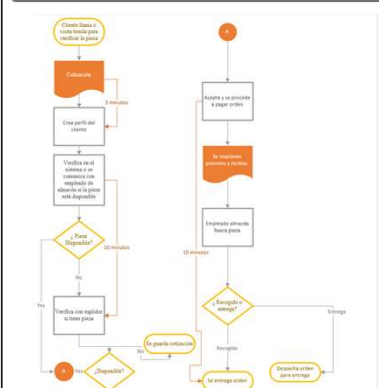 Cliente llama o
visita tienda para
verificar la pieza
Cotización
5 minutos
Crea perfil del
cliente
Verifica en el
sistema o se
comunica con
empleado de
almacén si la pieza
está disponible
¿Pieza
Disponible?
20 minutos
Yes
No
Verifica con suplidor
si tiene pieza
Se guarda cotización
No
A
Yes
¿Disponible?
A
Acepta y se procede
a pagar orden
Se imprimen
y recibos
Empleado almacén
busca pieza
10 minutos
¿Recogido o
entrega?
Entrega
Recogido
Despacha orden
para entrega
Se entrega orden